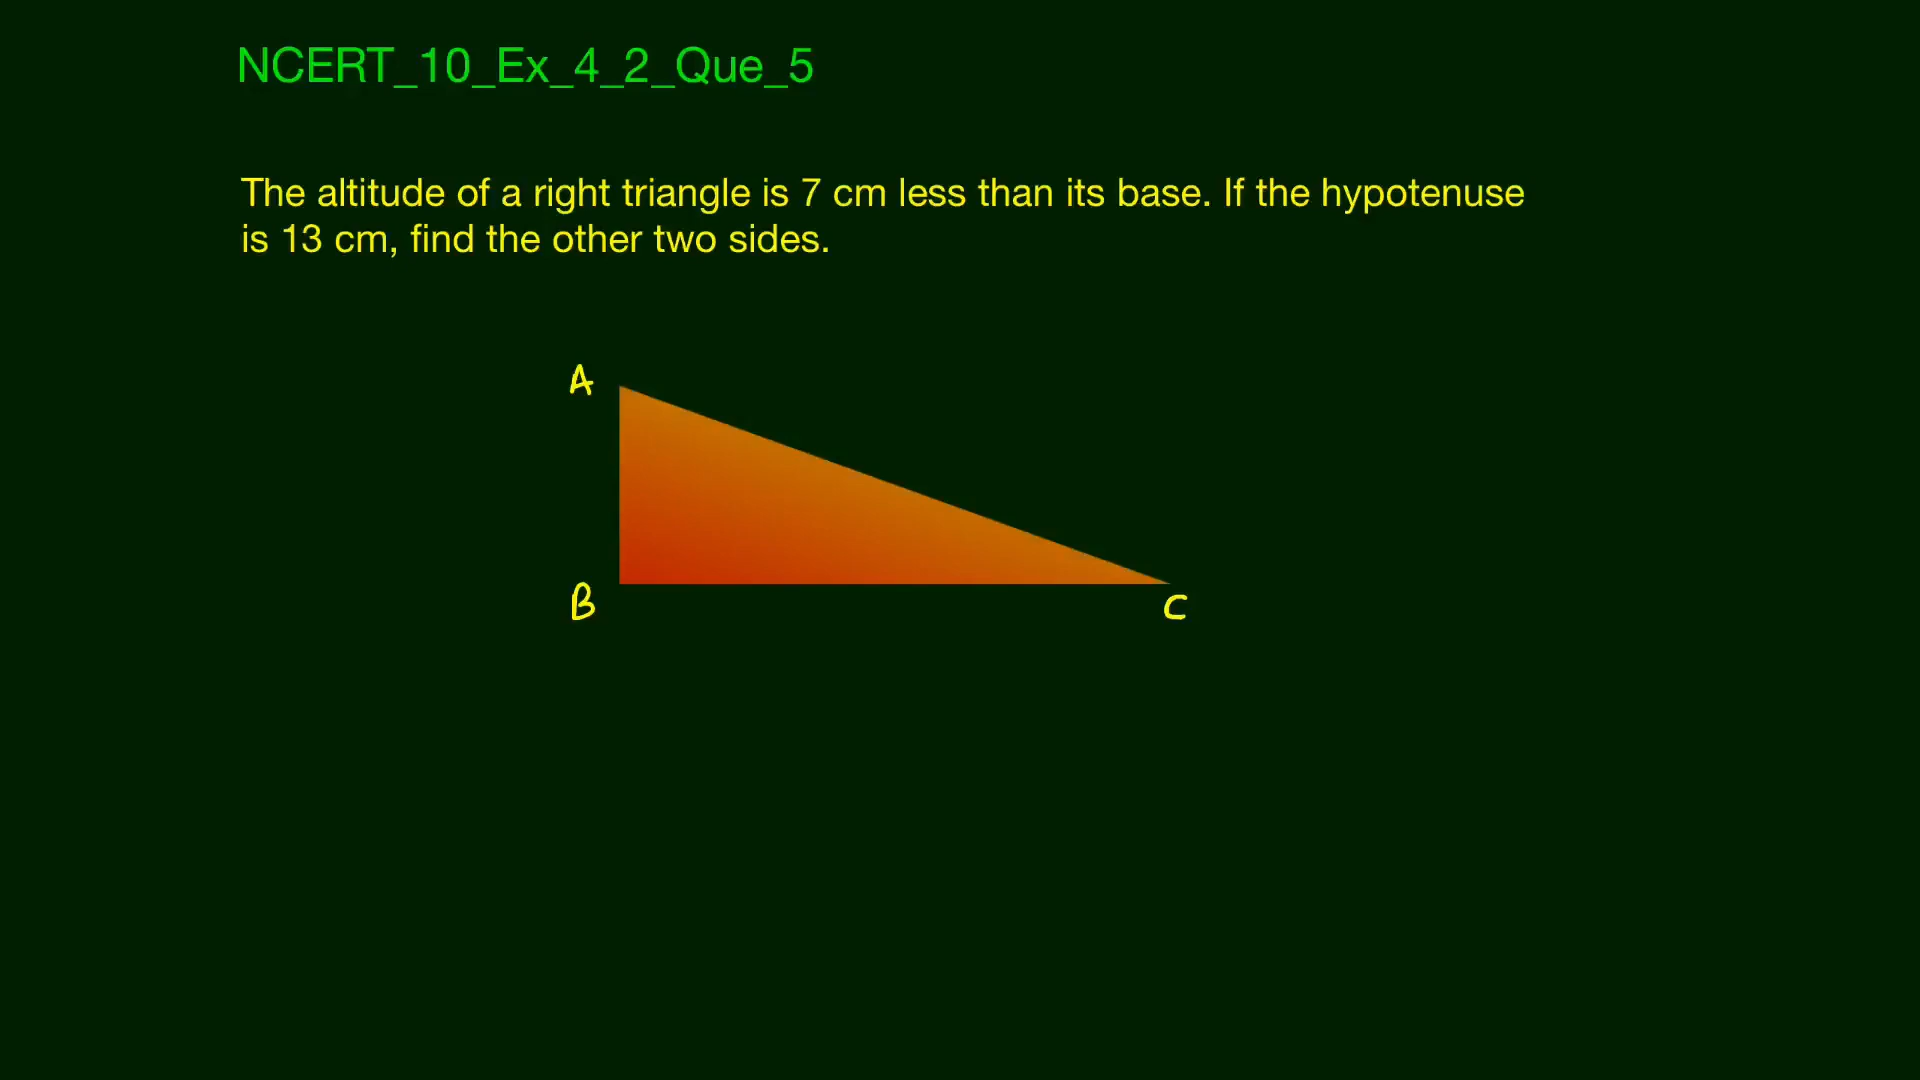 NCERT_10_Ex_4_2_Que_5
The altitude of a right triangle is 7 cm less than its base. If the hypotenuse
is 13 cm, find the other two sides.
A
B
C